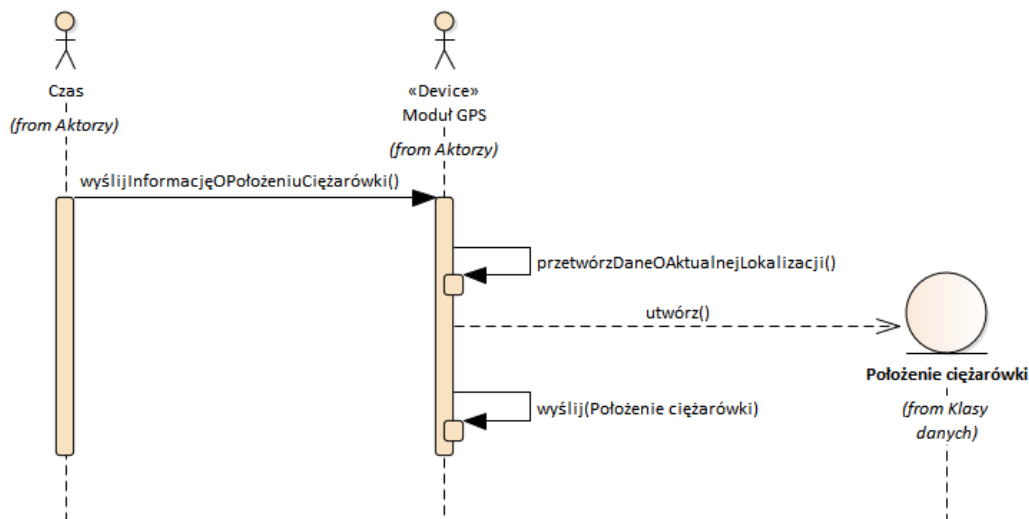 Czas
(from Aktorzy)
«Device»
Moduł GPS
(from Aktorzy)
wyślijInformacjęOPołożeniuCiężarówki()
przetwórzDaneOAktualnejLokalizacji()
utwórz()
Położenie ciężarówki
(from Klasy
danych)
wyślij(Położenie ciężarówki)